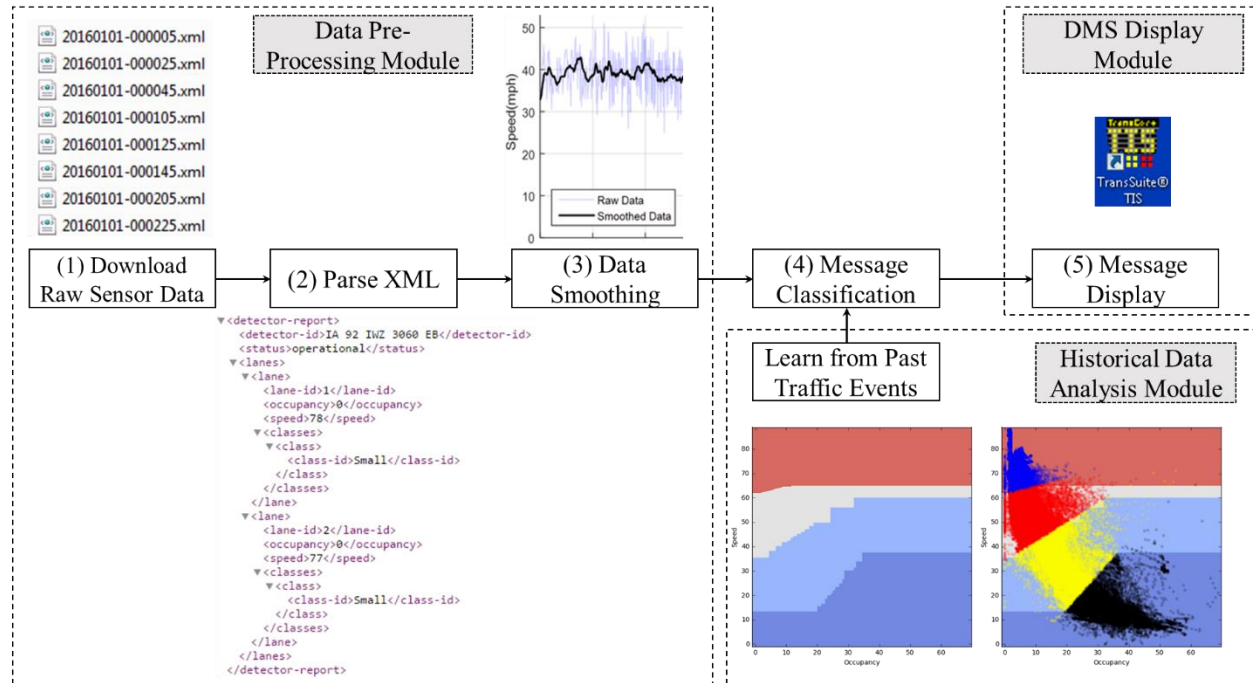 20160101-000005.xml
20160101-000025.xml
20160101-000045.xml
20160101-000105.xml
20160101-000125.xml
20160101-000145.xml
20160101-000205.xml
20160101-000225.xml
Data Pre-
Processing Module
50
40
30
20
10
0
Speed(mph)
Raw Data
Smoothed Data
DMS Display
Module
TransCore
TIS
TransSuite®
TIS
(1) Download
Raw Sensor Data
(2) Parse XML
(3) Data
Smoothing
(4) Message
Classification
(5) Message
Display
<detector-report>
<detector-id>IA 92 IWZ 3060 EB</detector-id>
<status>operational</status>
<lanes>
<lane>
<lane-id>1</lane-id>
<occupancy>0</occupancy>
<speed>78</speed>
<classes>
<class>
<class-id>Small</class-id>
</class>
</classes>
</lane>
<lane>
<lane-id>2</lane-id>
<occupancy>0</occupancy>
<speed>77</speed>
<classes>
<class>
<class-id>Small</class-id>
</class>
</classes>
</lane>
</lanes>
</detector-report>
Learn from Past
Traffic Events
Historical Data
Analysis Module
80
70
60
50
40
30
20
10
0
Speed
0 10 20 30 40 50 60
Occupancy
80
70
60
50
40
30
20
10
0
Speed
0 10 20 30 40 50 60
Occupancy